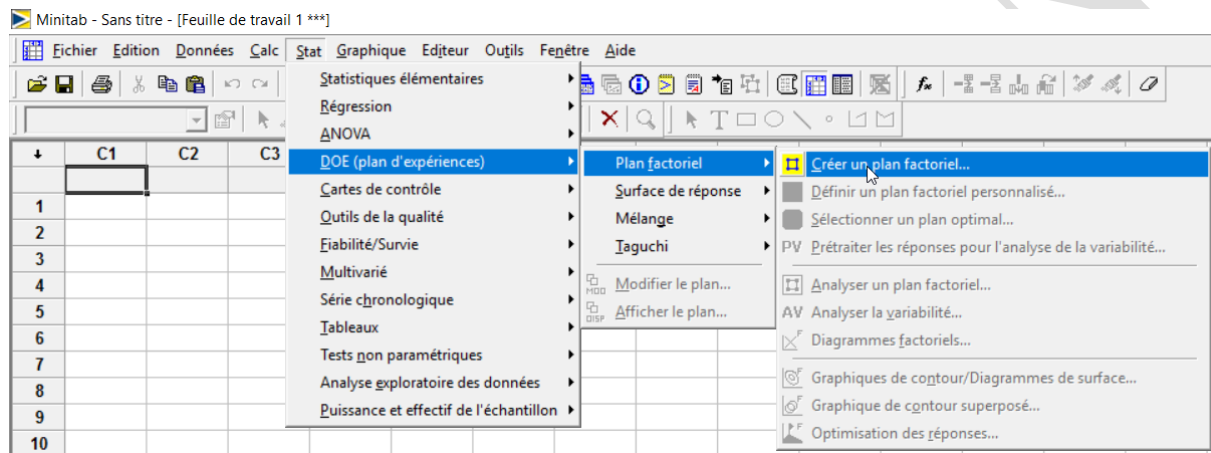 Minitab - Sans titre - [Feuille de travail 1 ***]
Fichier Edition Données Calc Stat Graphique Editeur Outils Fenêtre Aide
C1 C2 C3
Statistiques élémentaires
Régression
ANOVA
DOE (plan d'expériences)
Cartes de contrôle
Outils de la qualité
Fiabilité/Survie
Multivarié
Série chronologique
Tableaux
Tests non paramétriques
Analyse exploratoire des données
Puissance et effectif de l'échantillon
Plan factoriel
Surface de réponse
Mélange
Taguchi
MOD Modifier le plan...
DISP Afficher le plan...
Créer un plan factoriel...
Définir un plan factoriel personnalisé...
Sélectionner un plan optimal...
PV Prétraiter les réponses pour l'analyse de la variabilité...
Analyser un plan factoriel...
AV Analyser la variabilité...
F Diagrammes factoriels...
F Graphiques de contour/Diagrammes de surface...
F Graphique de contour superposé...
F Optimisation des réponses...
1
2
3
4
5
6
7
8
9
10